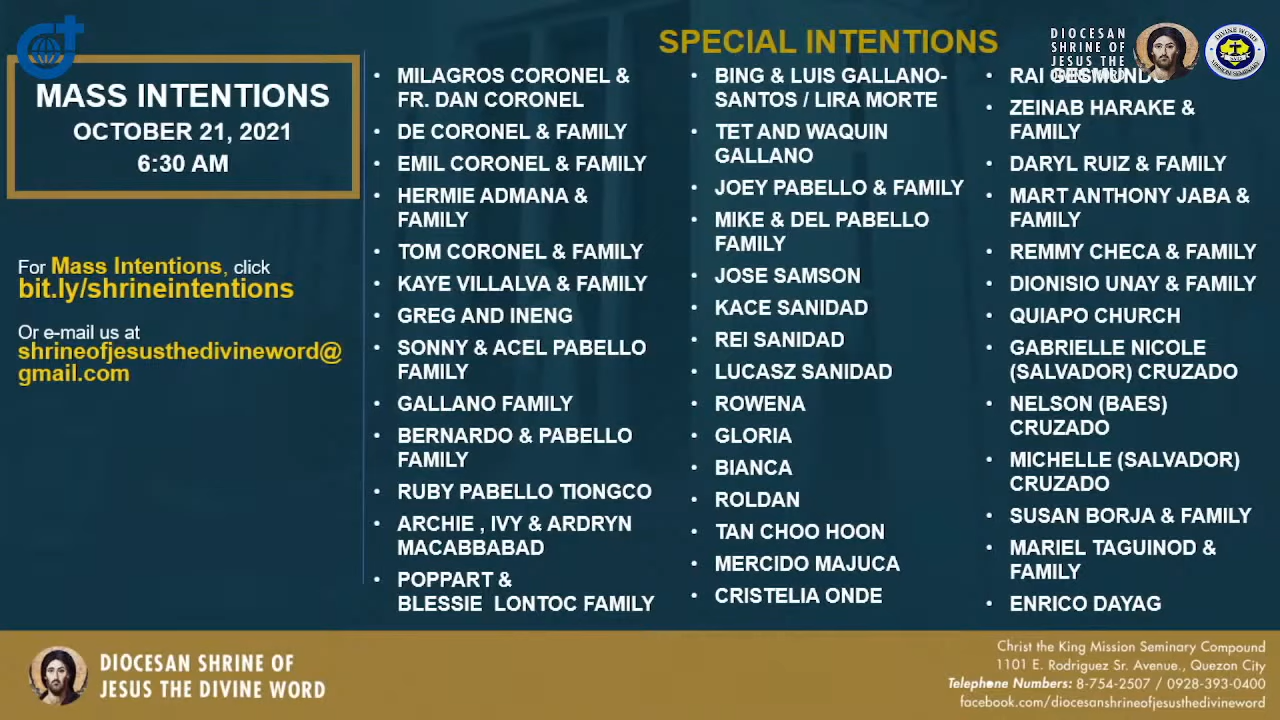 MASS INTENTIONS
OCTOBER 21, 2021
6:30 AM
For Mass Intentions, click
bit.ly/shrineintentions
Or e-mail us at
shrineofjesusthedivineword@
gmail.com
SPECIAL INTENTIONS
• MILAGROS CORONEL &
FR. DAN CORONEL
• DE CORONEL & FAMILY
• EMIL CORONEL & FAMILY
• HERMIE ADMANA &
FAMILY
• TOM CORONEL & FAMILY
• KAYE VILLALVA & FAMILY
• GREG AND INENG
• SONNY & ACEL PABELLO
FAMILY
• GALLANO FAMILY
• BERNARDO & PABELLO
FAMILY
• RUBY PABELLO TIONGCO
• ARCHIE , IVY & ARDRYN
MACABBABAD
• POPPART &
BLESSIE LONTOC FAMILY
• BING & LUIS GALLANO-
SANTOS / LIRA MORTE
• TET AND WAQUIN
GALLANO
• JOEY PABELLO & FAMILY
• MIKE & DEL PABELLO
FAMILY
• JOSE SAMSON
• KACE SANIDAD
• REI SANIDAD
• LUCASZ SANIDAD
• ROWENA
• GLORIA
• BIANCA
• ROLDAN
• TAN CHOO HOON
• MERCIDO MAJUCA
• CRISTELIA ONDE
DIOCESAN
SHRINE OF
JESUS THE
DIVINE WORD
• RAI GESMUNDO
• ZEINAB HARAKE &
FAMILY
• DARYL RUIZ & FAMILY
• MART ANTHONY JABA &
FAMILY
• REMMY CHECA & FAMILY
• DIONISIO UNAY & FAMILY
• QUIAPO CHURCH
• GABRIELLE NICOLE
(SALVADOR) CRUZADO
• NELSON (BAES)
CRUZADO
• MICHELLE (SALVADOR)
CRUZADO
• SUSAN BORJA & FAMILY
• MARIEL TAGUINOD &
FAMILY
• ENRICO DAYAG
DIOCESAN SHRINE OF
JESUS THE DIVINE WORD
Christ the King Mission Seminary Compound
1101 E. Rodriguez Sr. Avenue., Quezon City
Telephone Numbers: 8-754-2507 / 0928-393-0400
facebook.com/diocesanshrineofjesusthedivineword